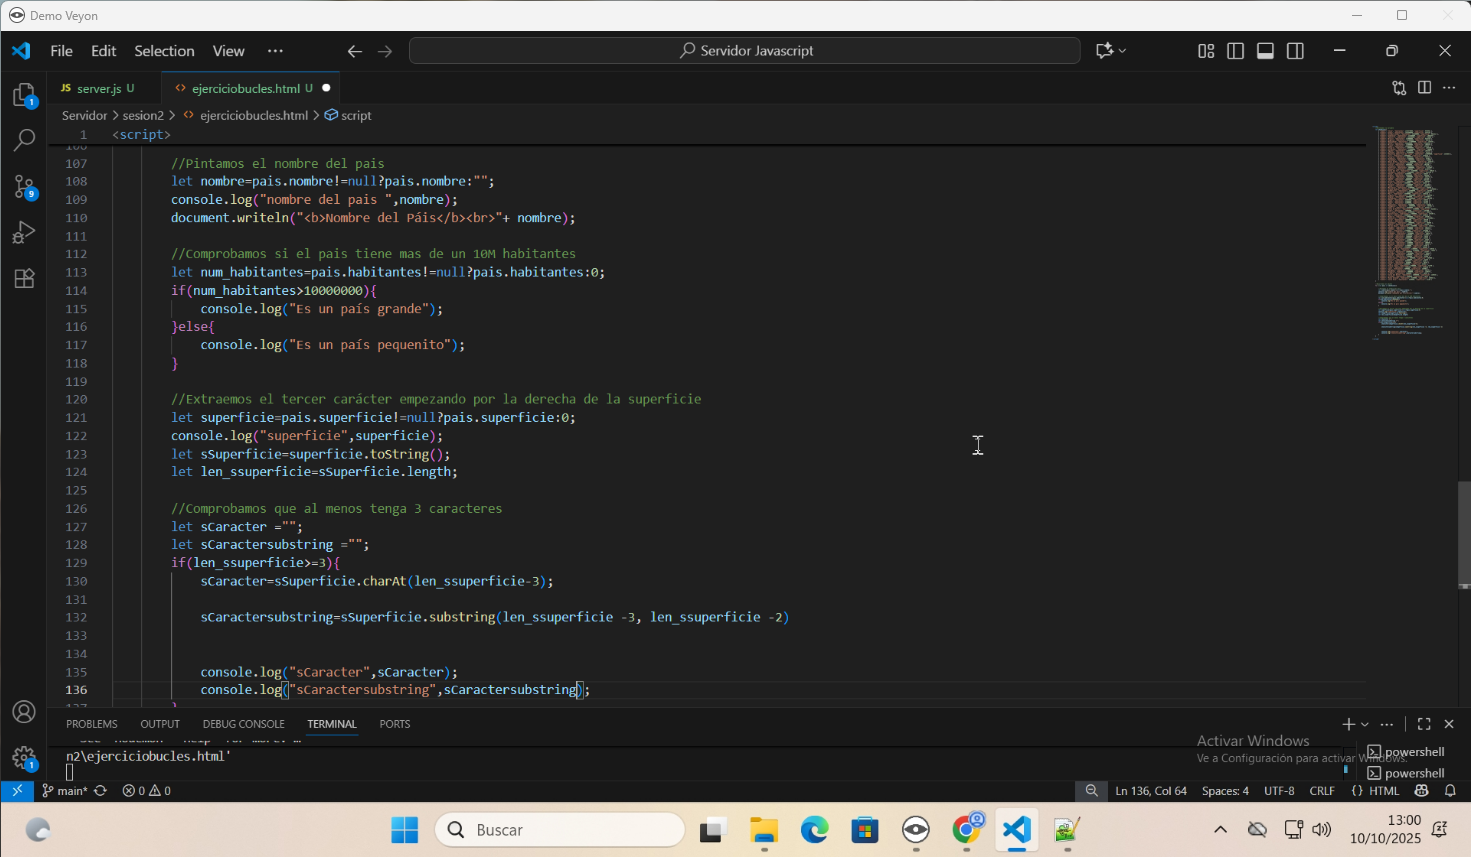 Demo Veyon
File Edit Selection View ···
Servidor Javascript
JS server.js U
<> ejerciciobucles.html U
Servidor > sesion2 > <> ejerciciobucles.html > script
1 <script>
106
107 //Pintamos el nombre del pais
108 let nombre=pais.nombre!=null?pais.nombre:"";
109 console.log("nombre del pais ",nombre);
110 document.writeln("<b>Nombre del Páis</b><br>"+ nombre);
111
112 //Comprobamos si el pais tiene mas de un 10M habitantes
113 let num_habitantes=pais.habitantes!=null?pais.habitantes:0;
114 if(num_habitantes>10000000){
115 console.log("Es un país grande");
116 }else{
117 console.log("Es un país pequenito");
118 }
119
120 //Extraemos el tercer carácter empezando por la derecha de la superficie
121 let superficie=pais.superficie!=null?pais.superficie:0;
122 console.log("superficie",superficie);
123 let sSuperficie=superficie.toString();
124 let len_ssuperficie=sSuperficie.length;
125
126 //Comprobamos que al menos tenga 3 caracteres
127 let sCaracter ="";
128 let sCaractersubstring ="";
129 if(len_ssuperficie>=3){
130 sCaracter=sSuperficie.charAt(len_ssuperficie-3);
131
132 sCaractersubstring=sSuperficie.substring(len_ssuperficie -3, len_ssuperficie -2)
133
134
135 console.log("sCaracter",sCaracter);
136 console.log("sCaractersubstring",sCaractersubstring);
137 }
PROBLEMS OUTPUT DEBUG CONSOLE TERMINAL PORTS
n2\ejerciciobucles.html'
powershell
powershell
Activar Windows
Ve a Configuración para activar Windows.
main* 0 0
Ln 136, Col 64 Spaces: 4 UTF-8 CRLF {} HTML
Buscar
13:00
10/10/2025